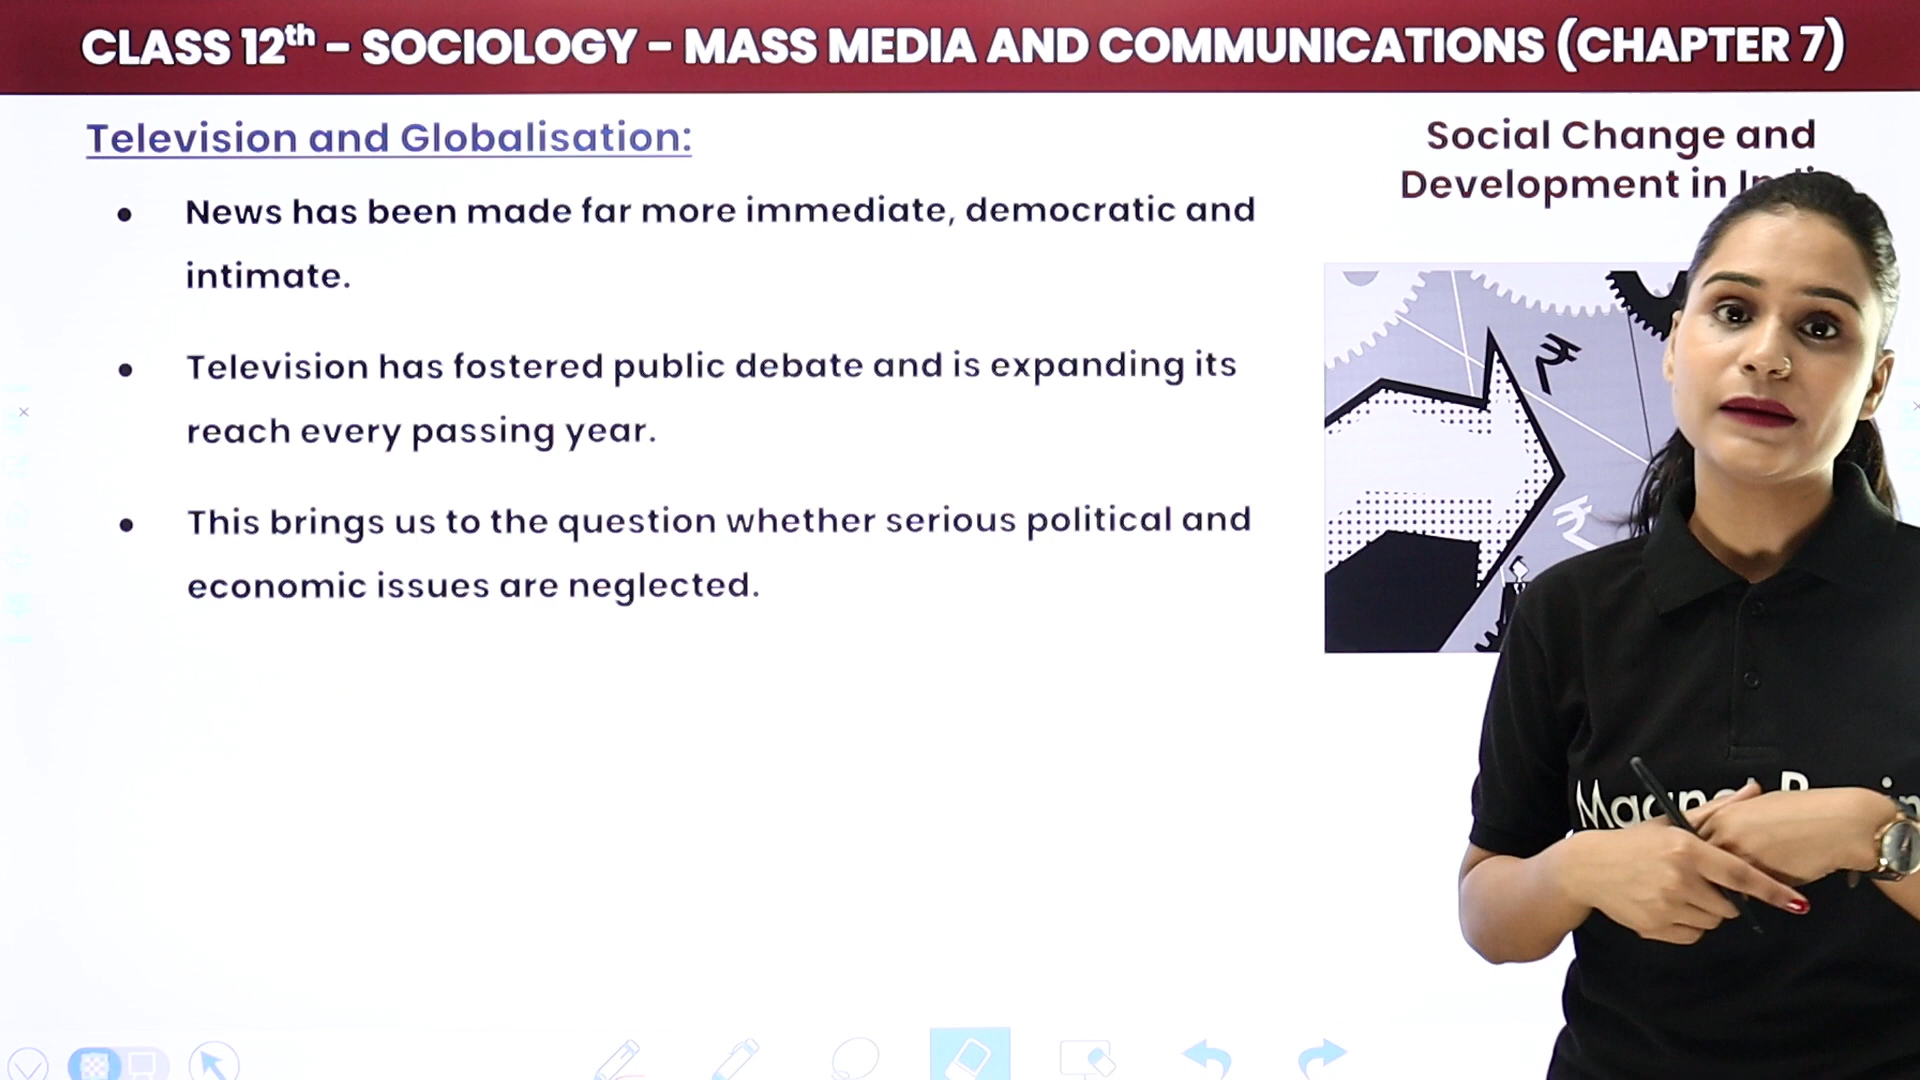 CLASS 12th – SOCIOLOGY – MASS MEDIA AND COMMUNICATIONS (CHAPTER 7)
Television and Globalisation:
• News has been made far more immediate, democratic and
intimate.
• Television has fostered public debate and is expanding its
reach every passing year.
• This brings us to the question whether serious political and
economic issues are neglected.
Social Change and
Development in
₹
₹